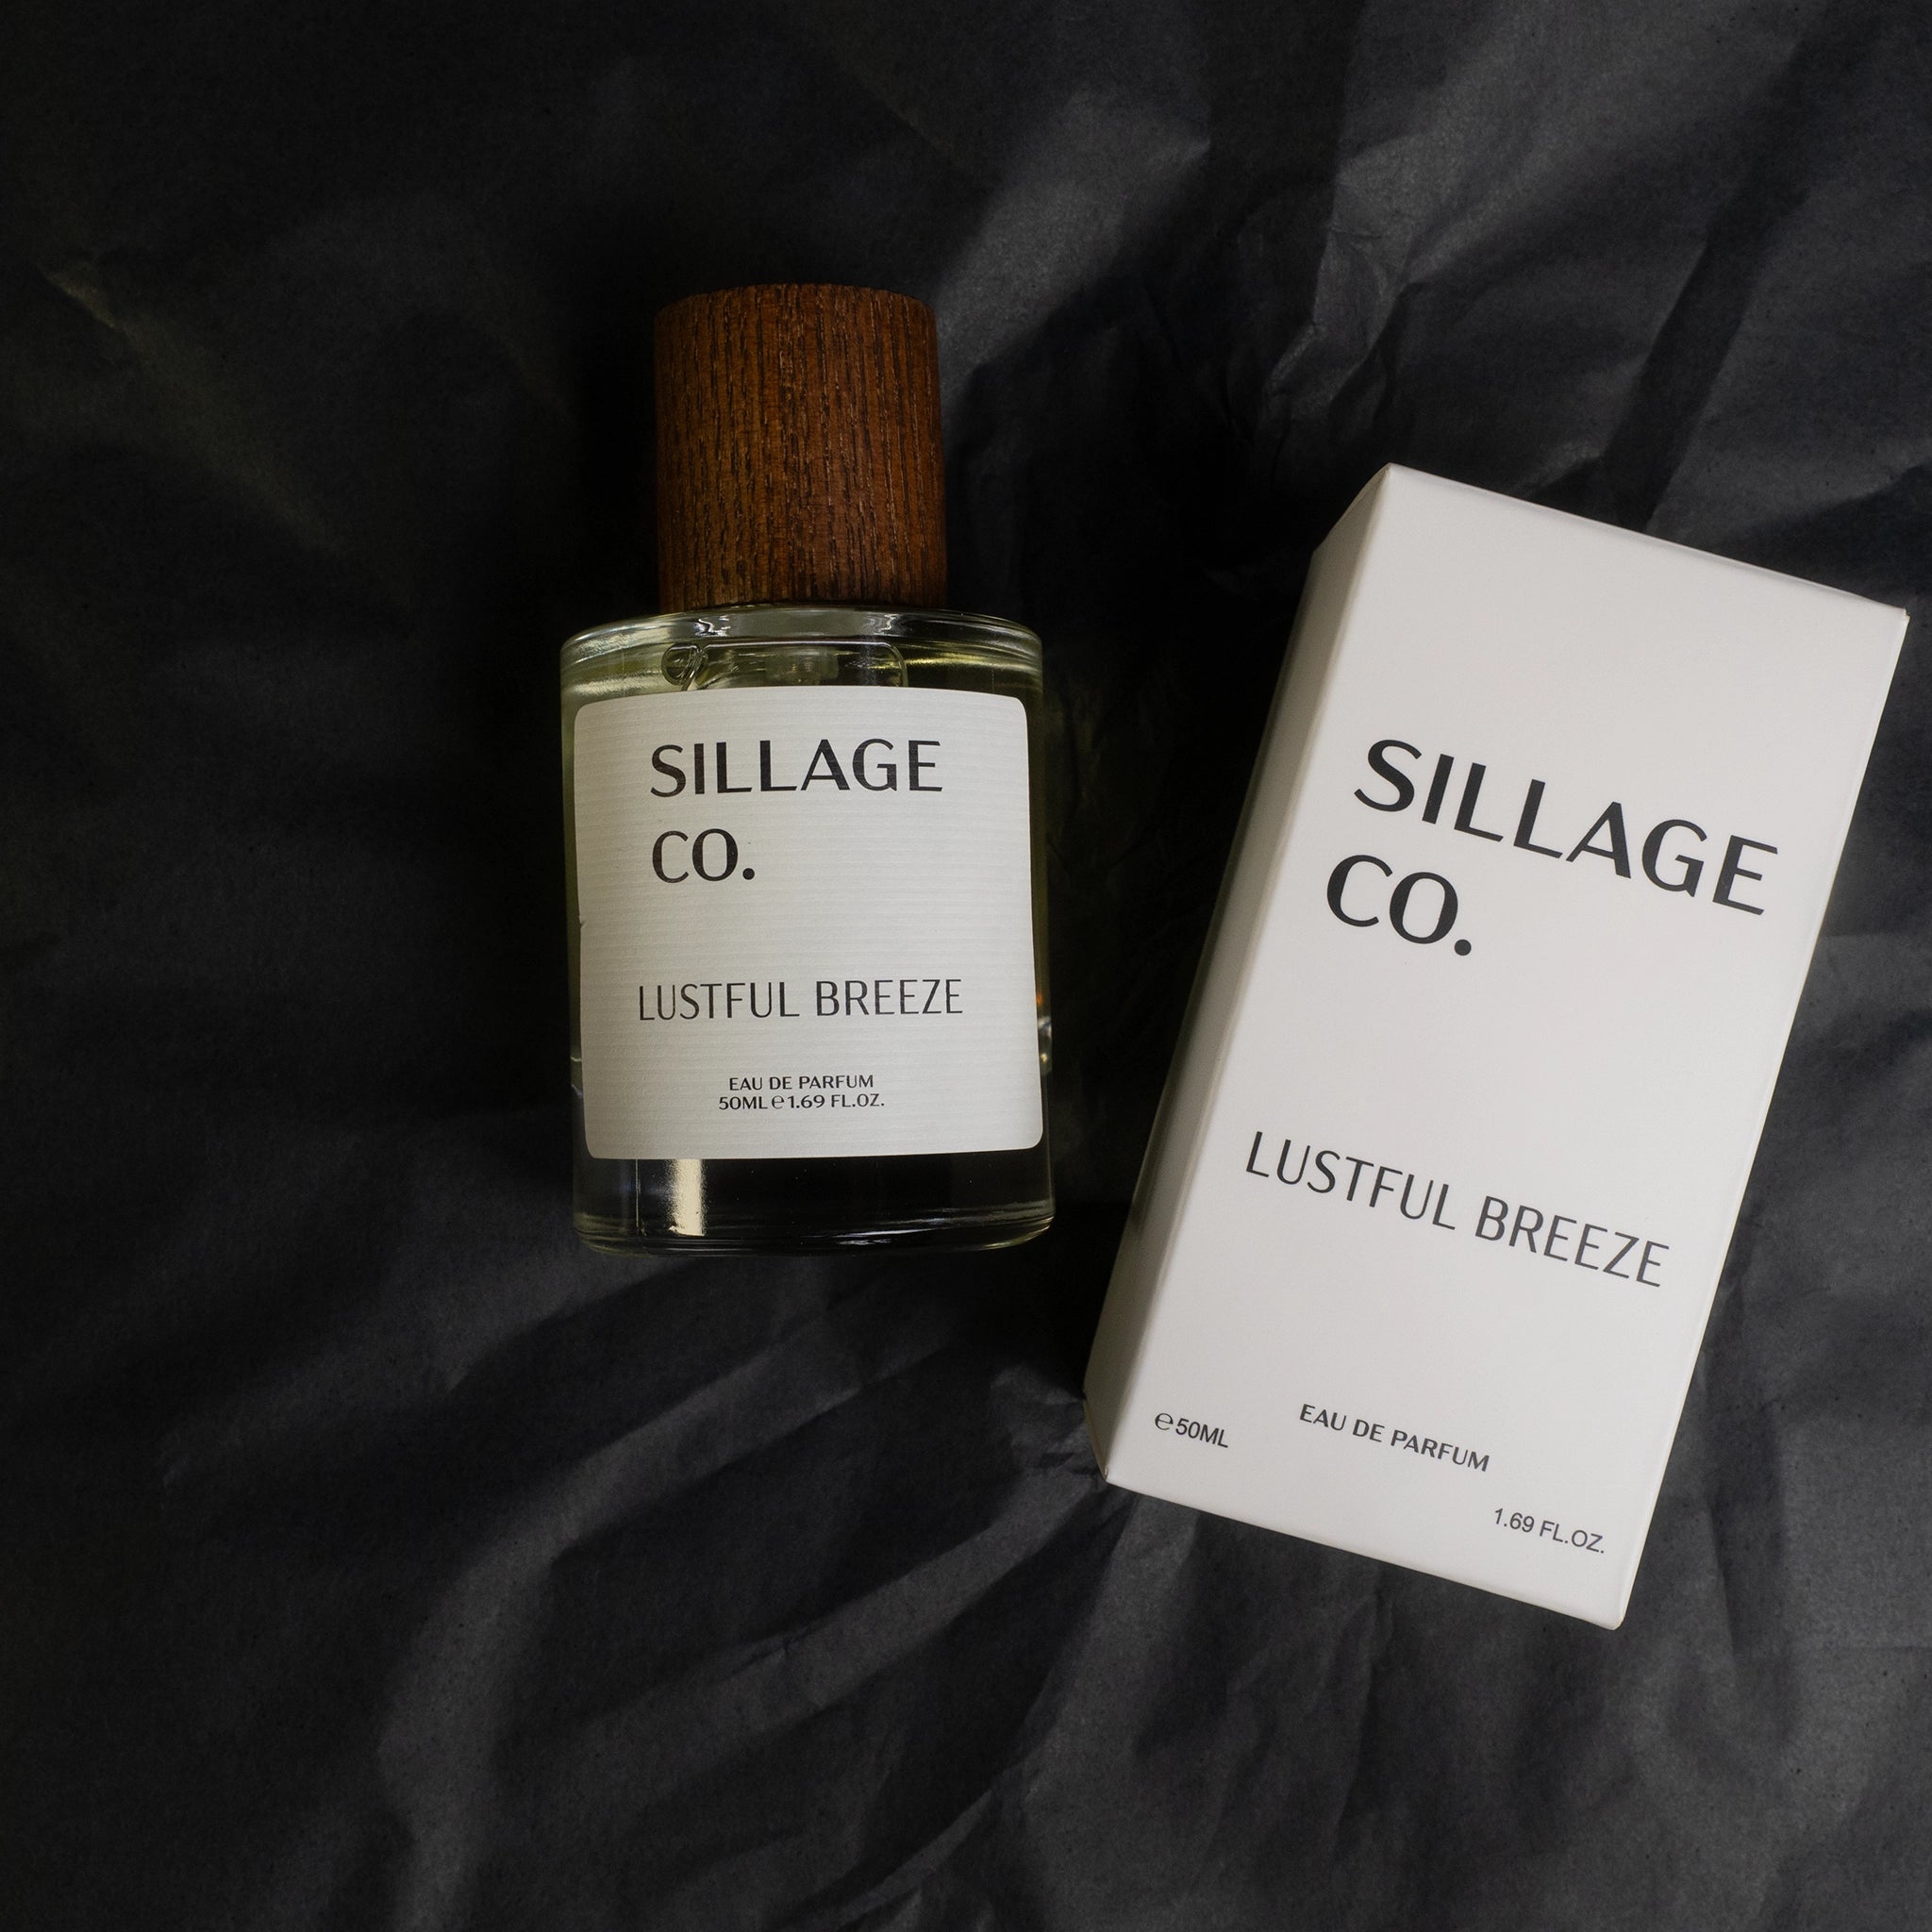 SILLAGE
CO.
LUSTFUL BREEZE
EAU DE PARFUM
50ML ℮ 1.69 FL.OZ.
SILLAGE
CO.
LUSTFUL BREEZE
℮ 50ML
EAU DE PARFUM
1.69 FL.OZ.